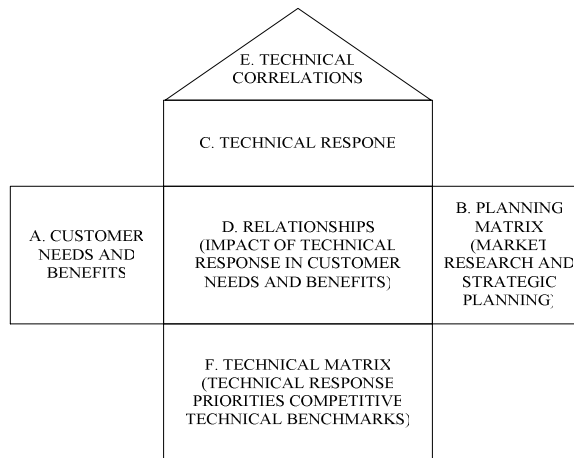 E. TECHNICAL
CORRELATIONS
C. TECHNICAL RESPONE
A. CUSTOMER
NEEDS AND
BENEFITS
D. RELATIONSHIPS
(IMPACT OF TECHNICAL
RESPONSE IN CUSTOMER
NEEDS AND BENEFITS)
B. PLANNING
MATRIX
(MARKET
RESEARCH AND
STRATEGIC
PLANNING)
F. TECHNICAL MATRIX
(TECHNICAL RESPONSE
PRIORITIES COMPETITIVE
TECHNICAL BENCHMARKS)